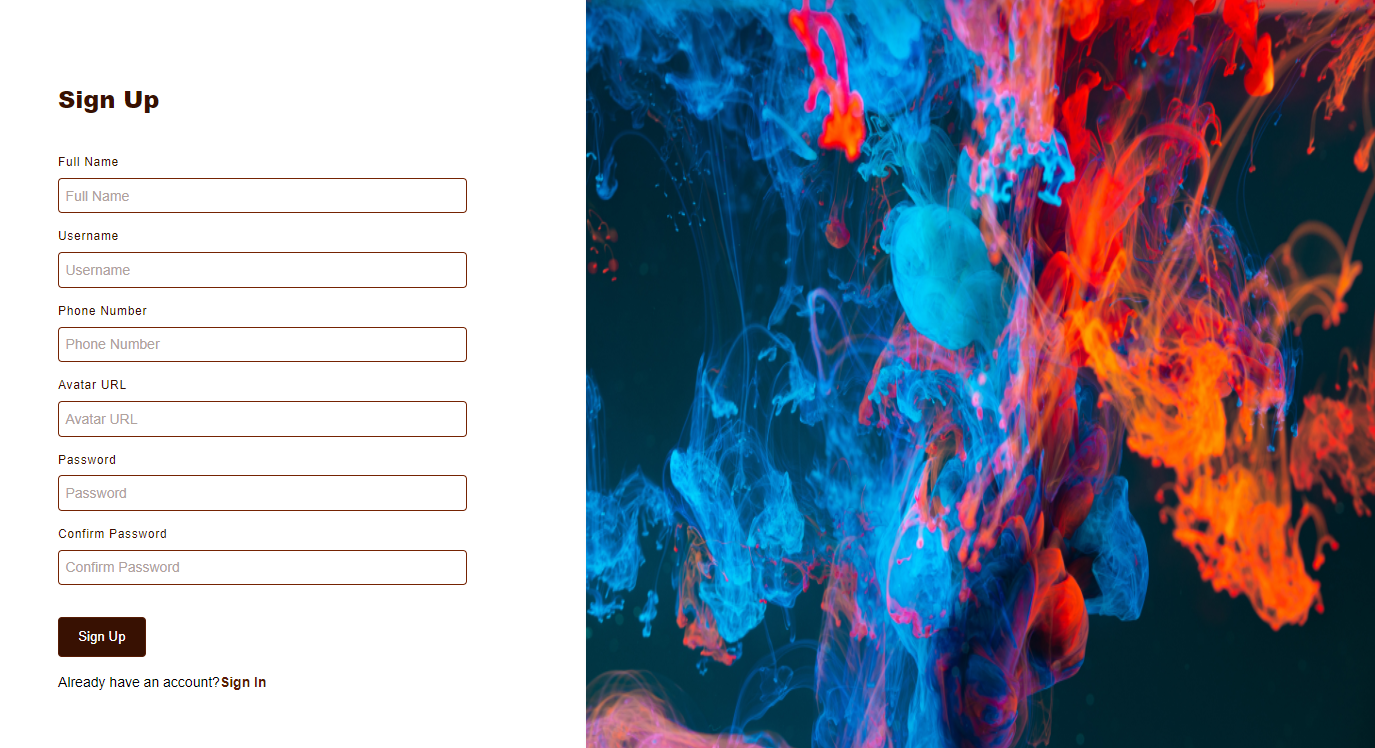 Sign Up
Full Name
Full Name
Username
Username
Phone Number
Phone Number
Avatar URL
Avatar URL
Password
Password
Confirm Password
Confirm Password
Sign Up
Already have an account?Sign In